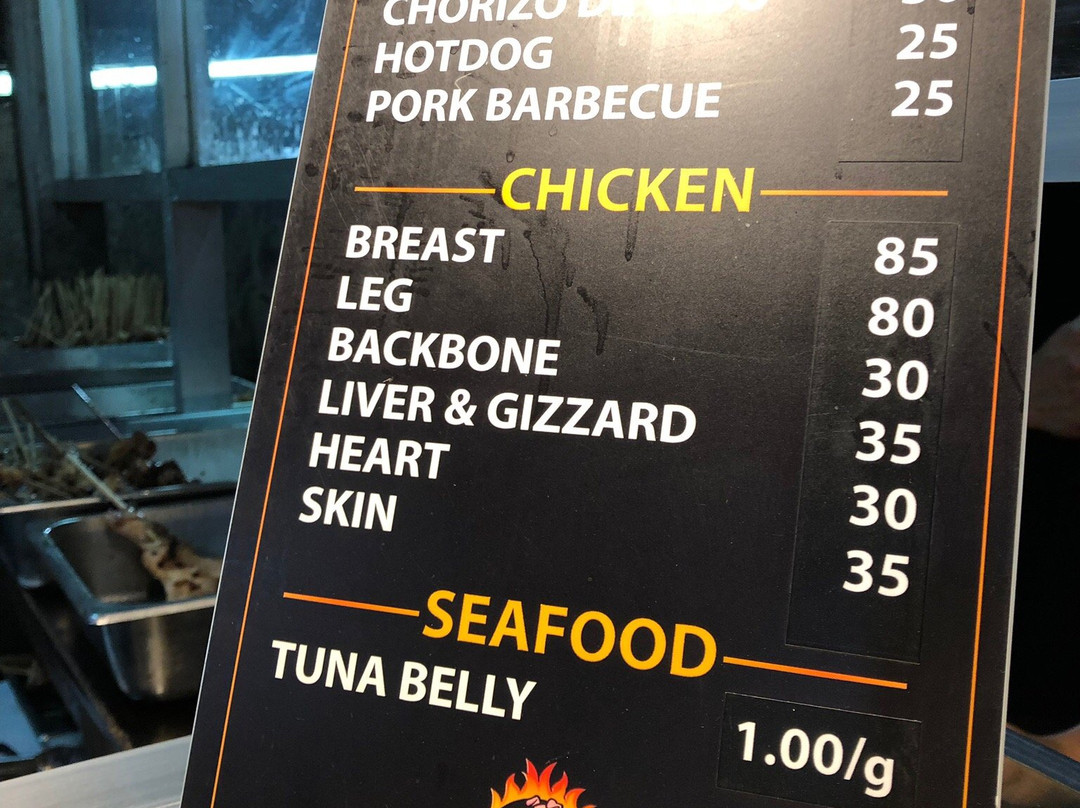 CHORIZO
HOTDOG 25
PORK BARBECUE 25
CHICKEN
BREAST 85
LEG 80
BACKBONE 30
LIVER & GIZZARD 35
HEART 30
SKIN 35
SEAFOOD
TUNA BELLY 1.00/g